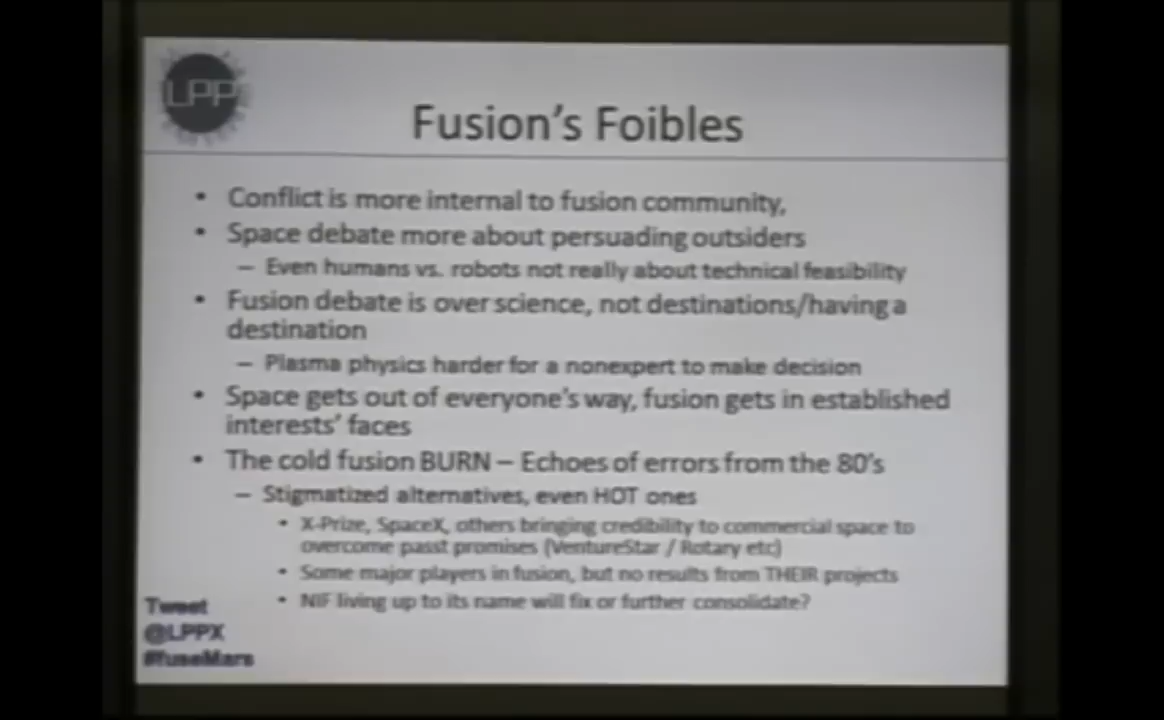 LPP
Fusion's Foibles
• Conflict is more internal to fusion community,
• Space debate more about persuading outsiders
– Even humans vs. robots not really about technical feasibility
• Fusion debate is over science, not destinations/having a
destination
– Plasma physics harder for a nonexpert to make decision
• Space gets out of everyone's way, fusion gets in established
interests' faces
• The cold fusion BURN – Echoes of errors from the 80's
– Stigmatized alternatives, even HOT ones
• X-Prize, SpaceX, others bringing credibility to commercial space to
overcome passt promises (VentureStar / Rotary etc)
• Some major players in fusion, but no results from THEIR projects
• NIF living up to its name will fix or further consolidate?
Tweet
@LPPX
#fuseMars